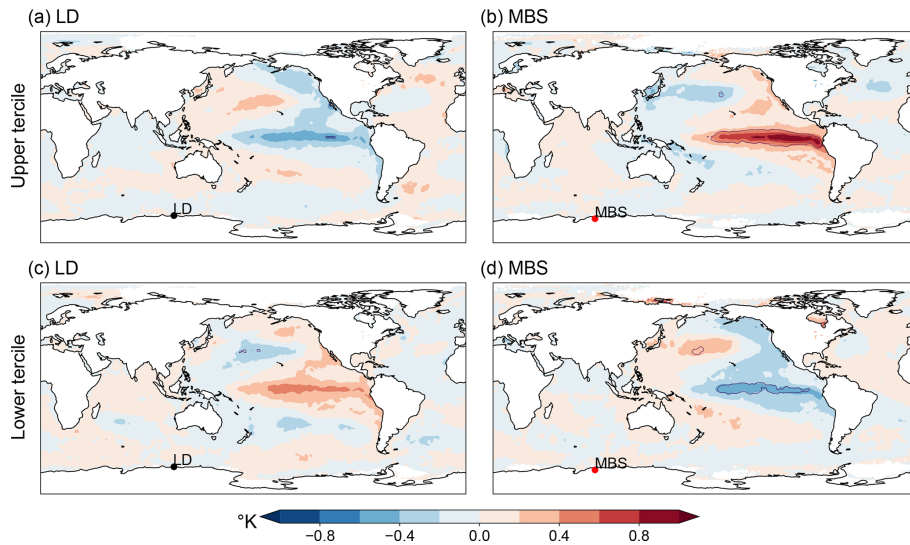 (a) LD
(b) MBS
Upper tercile
LD
MBS
(c) LD
(d) MBS
Lower tercile
LD
MBS
°K
−0.8
−0.4
0.0
0.4
0.8